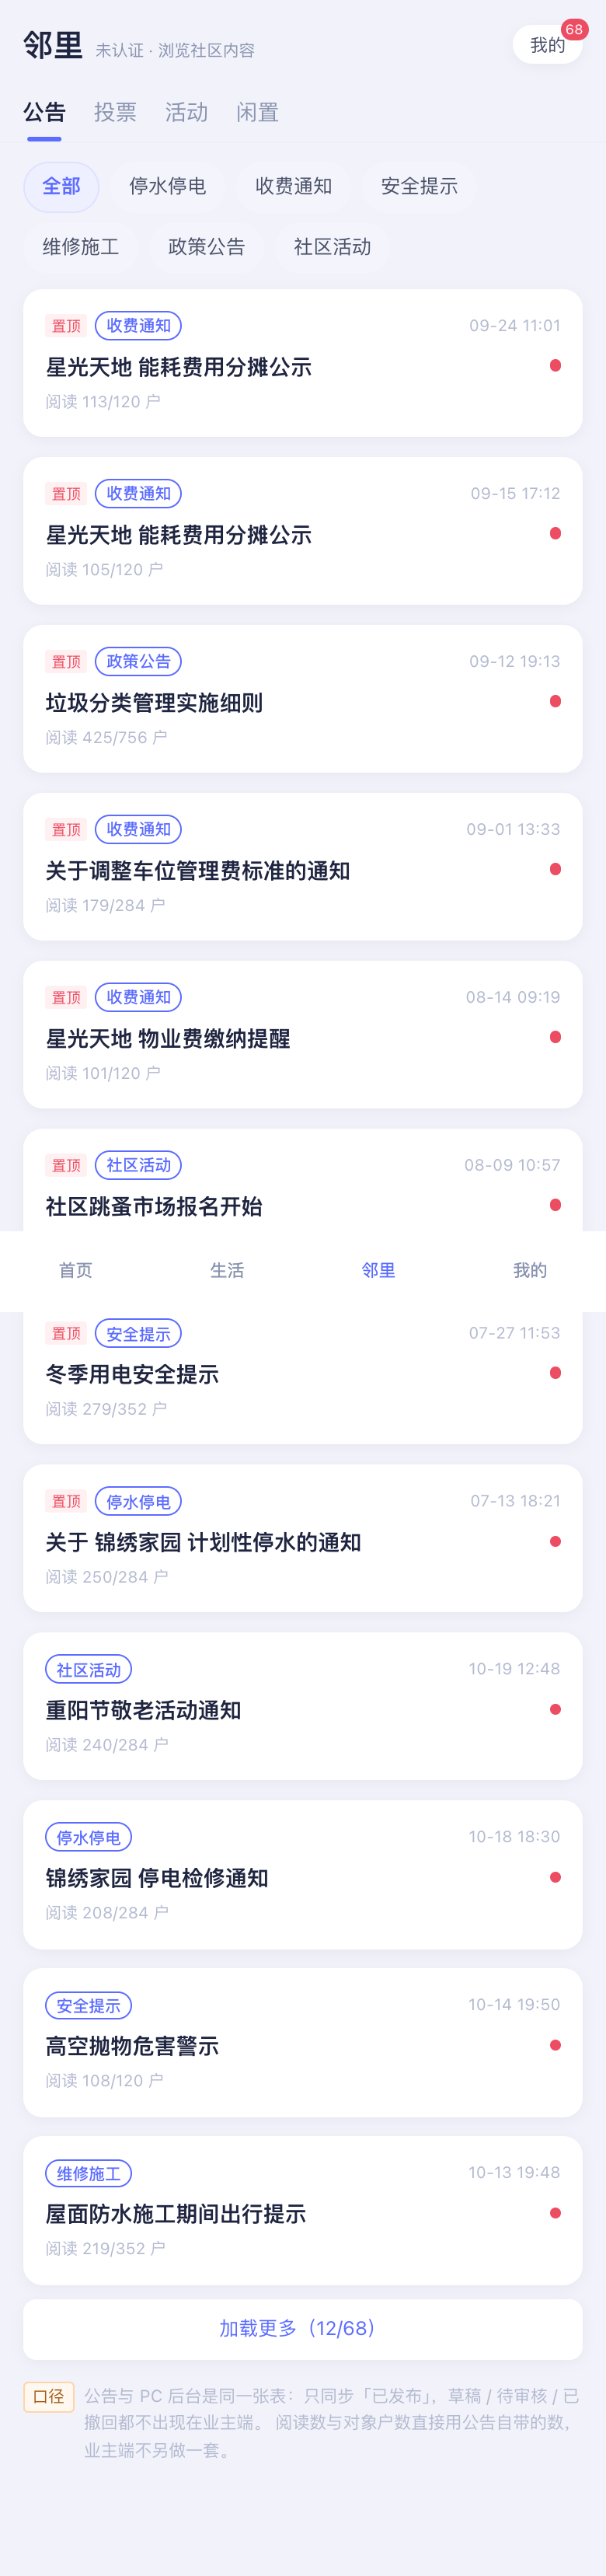 邻里 未认证 · 浏览社区内容 我的 68
公告 投票 活动 闲置
全部 停水停电 收费通知 安全提示
维修施工 政策公告 社区活动
置顶 收费通知 09-24 11:01
星光天地 能耗费用分摊公示
阅读 113/120 户
置顶 收费通知 09-15 17:12
星光天地 能耗费用分摊公示
阅读 105/120 户
置顶 政策公告 09-12 19:13
垃圾分类管理实施细则
阅读 425/756 户
置顶 收费通知 09-01 13:33
关于调整车位管理费标准的通知
阅读 179/284 户
置顶 收费通知 08-14 09:19
星光天地 物业费缴纳提醒
阅读 101/120 户
置顶 社区活动 08-09 10:57
社区跳蚤市场报名开始
首页 生活 邻里 我的
置顶 安全提示 07-27 11:53
冬季用电安全提示
阅读 279/352 户
置顶 停水停电 07-13 18:21
关于 锦绣家园 计划性停水的通知
阅读 250/284 户
社区活动 10-19 12:48
重阳节敬老活动通知
阅读 240/284 户
停水停电 10-18 18:30
锦绣家园 停电检修通知
阅读 208/284 户
安全提示 10-14 19:50
高空抛物危害警示
阅读 108/120 户
维修施工 10-13 19:48
屋面防水施工期间出行提示
阅读 219/352 户
加载更多（12/68）
口径 公告与 PC 后台是同一张表：只同步「已发布」，草稿 / 待审核 / 已
撤回都不出现在业主端。 阅读数与对象户数直接用公告自带的数，
业主端不另做一套。